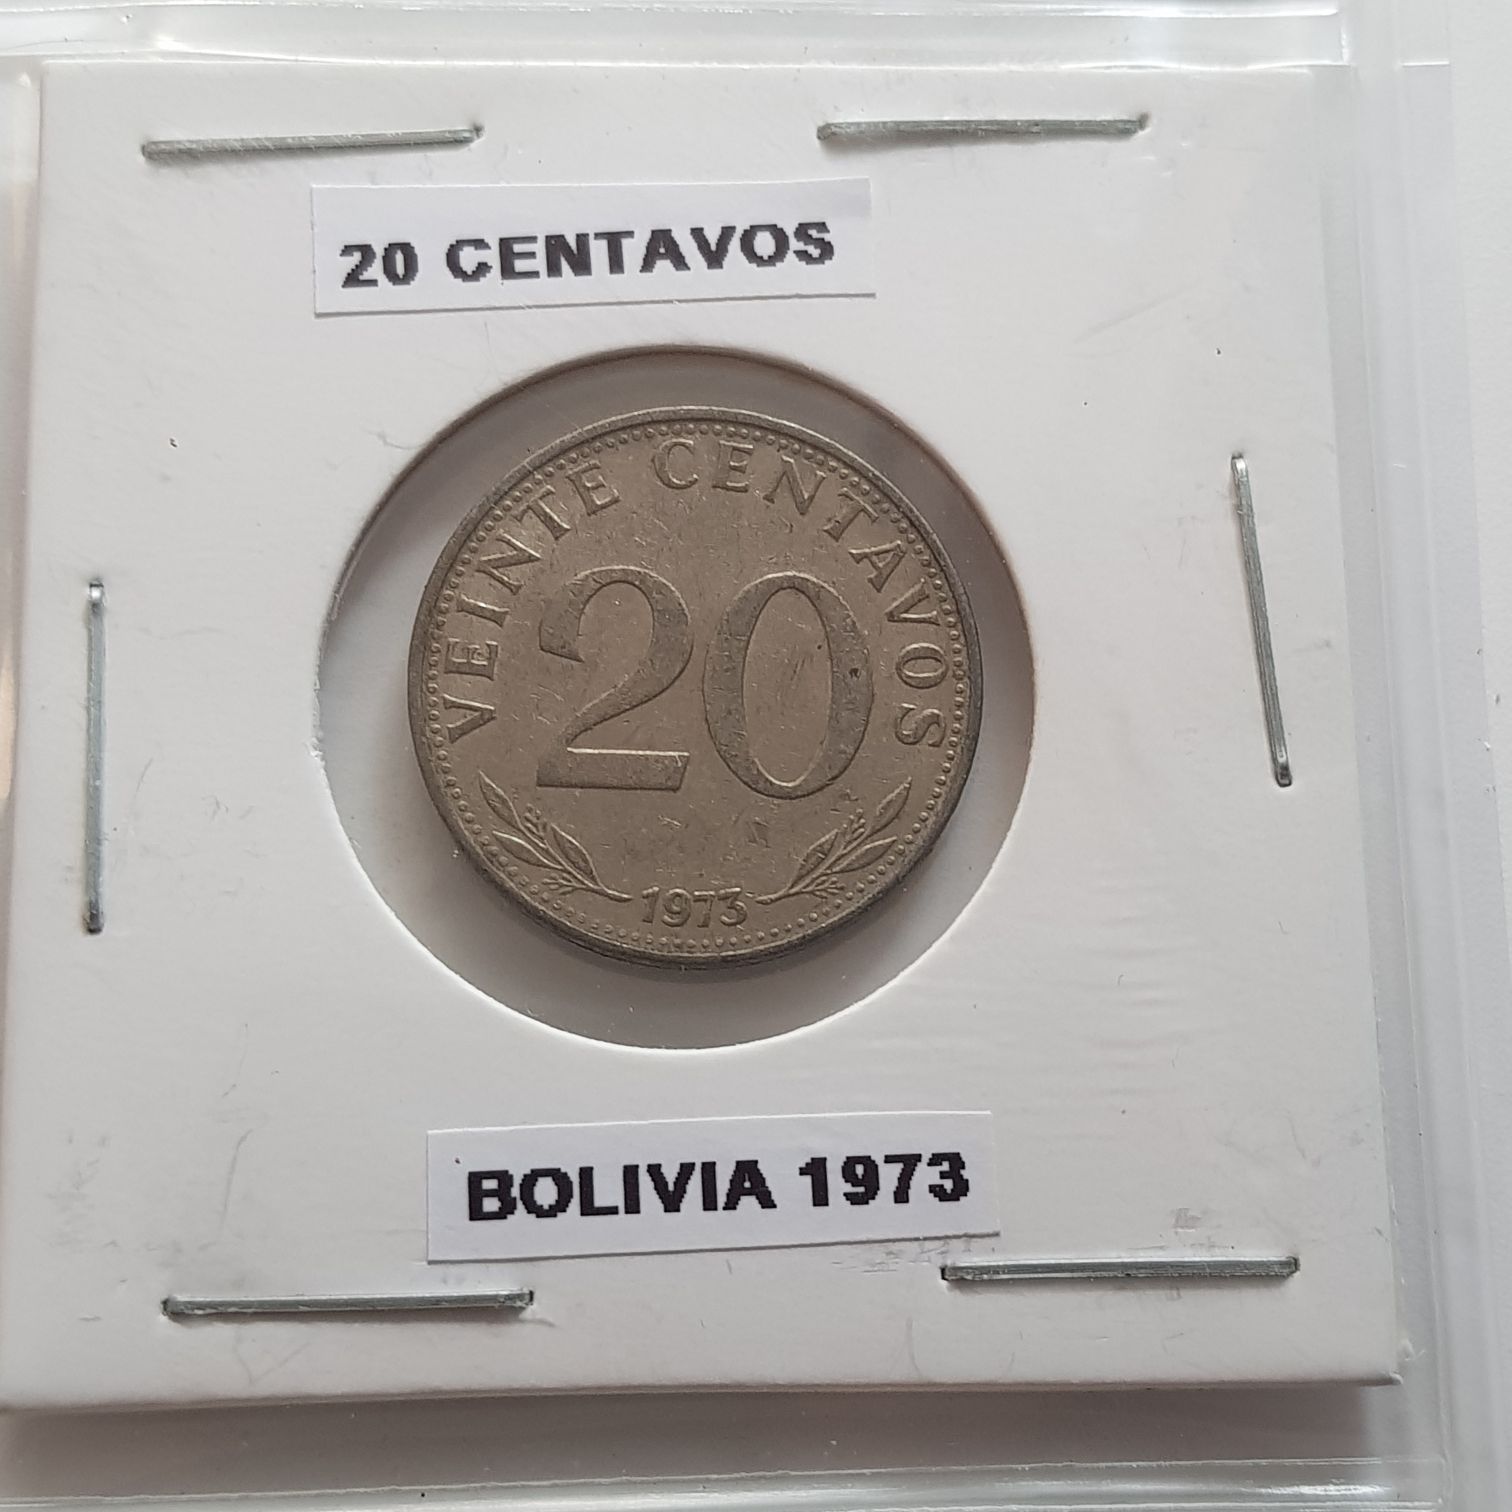 20 CENTAVOS
VEINTE CENTAVOS
20
1973
BOLIVIA 1973